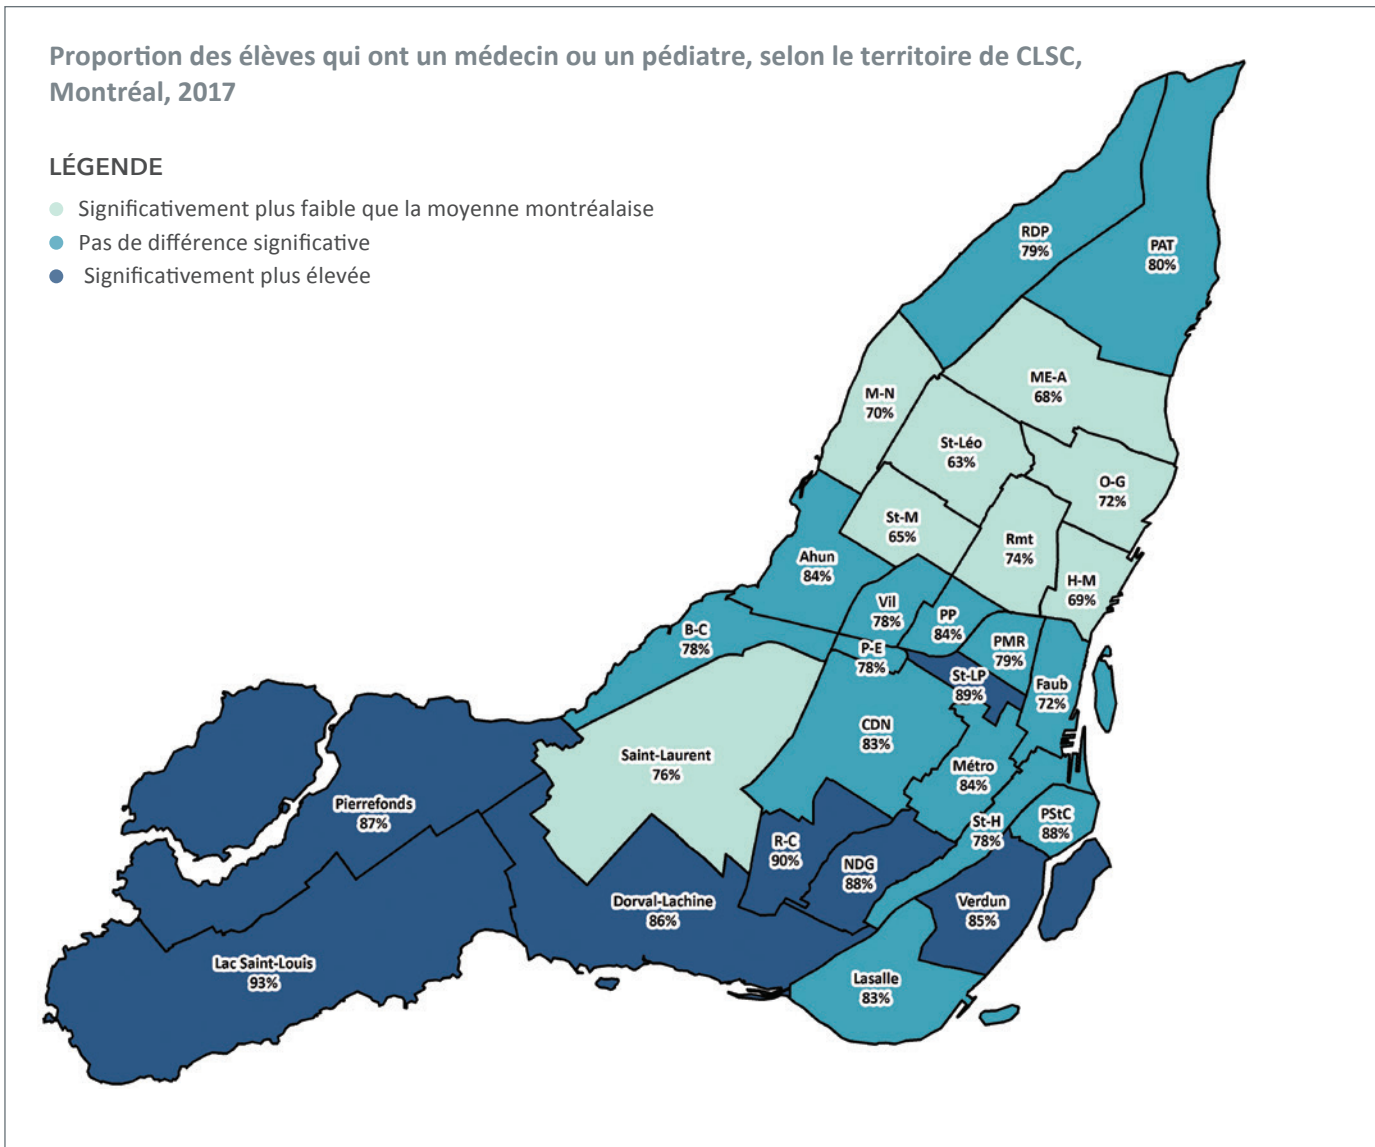 Proportion des élèves qui ont un médecin ou un pédiatre, selon le territoire de CLSC,
Montréal, 2017
LÉGENDE
Significativement plus faible que la moyenne montréalaise
Pas de différence significative
Significativement plus élevée
RDP
79%
PAT
80%
ME-A
68%
M-N
70%
St-Léo
63%
O-G
72%
St-M
65%
Rmt
74%
Ahun
84%
H-M
69%
Vil
78%
PP
84%
B-C
78%
PMR
79%
P-E
78%
St-LP
89%
Faub
72%
CDN
83%
Saint-Laurent
76%
Métro
84%
Pierrefonds
87%
PStC
88%
St-H
78%
R-C
90%
NDG
88%
Dorval-Lachine
86%
Verdun
85%
Lac Saint-Louis
93%
Lasalle
83%